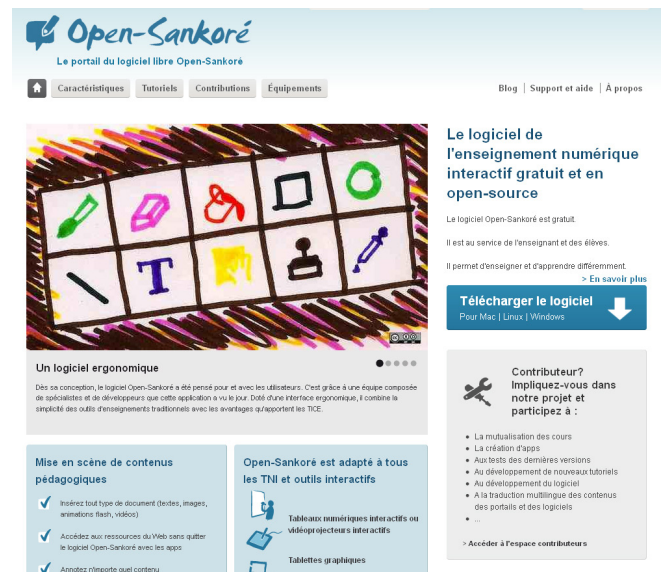 Open-Sankoré
Le portail du logiciel libre Open-Sankoré
Caractéristiques Tutoriels Contributions Équipements
Blog | Support et aide | À propos
Le logiciel de
l'enseignement numérique
interactif gratuit et en
open-source
Le logiciel Open-Sankoré est gratuit.
Il est au service de l'enseignant et des élèves.
Il permet d'enseigner et d'apprendre différemment.
> En savoir plus
Télécharger le logiciel
Pour Mac | Linux | Windows
T
Un logiciel ergonomique
Dès sa conception, le logiciel Open-Sankoré a été pensé pour et avec les utilisateurs. C'est grâce à une équipe composée
de spécialistes et de développeurs que cette application a vu le jour. Doté d'une interface ergonomique, il combine la
simplicité des outils d'enseignements traditionnels avec les avantages qu'apportent les TICE.
Contributeur?
Impliquez-vous dans
notre projet et
participez à :
La mutualisation des cours
La création d'apps
Aux tests des dernières versions
Au développement de nouveaux tutoriels
Au développement du logiciel
A la traduction multilingue des contenus
des portails et des logiciels
...
> Accéder à l'espace contributeurs
Mise en scène de contenus
pédagogiques
Insérez tout type de document (textes, images,
animations flash, vidéos)
Accédez aux ressources du Web sans quitter
le logiciel Open-Sankoré avec les apps
Annotez n'importe quel contenu
Open-Sankoré est adapté à tous
les TNI et outils interactifs
Tableaux numériques interactifs ou
vidéoprojecteurs interactifs
Tablettes graphiques